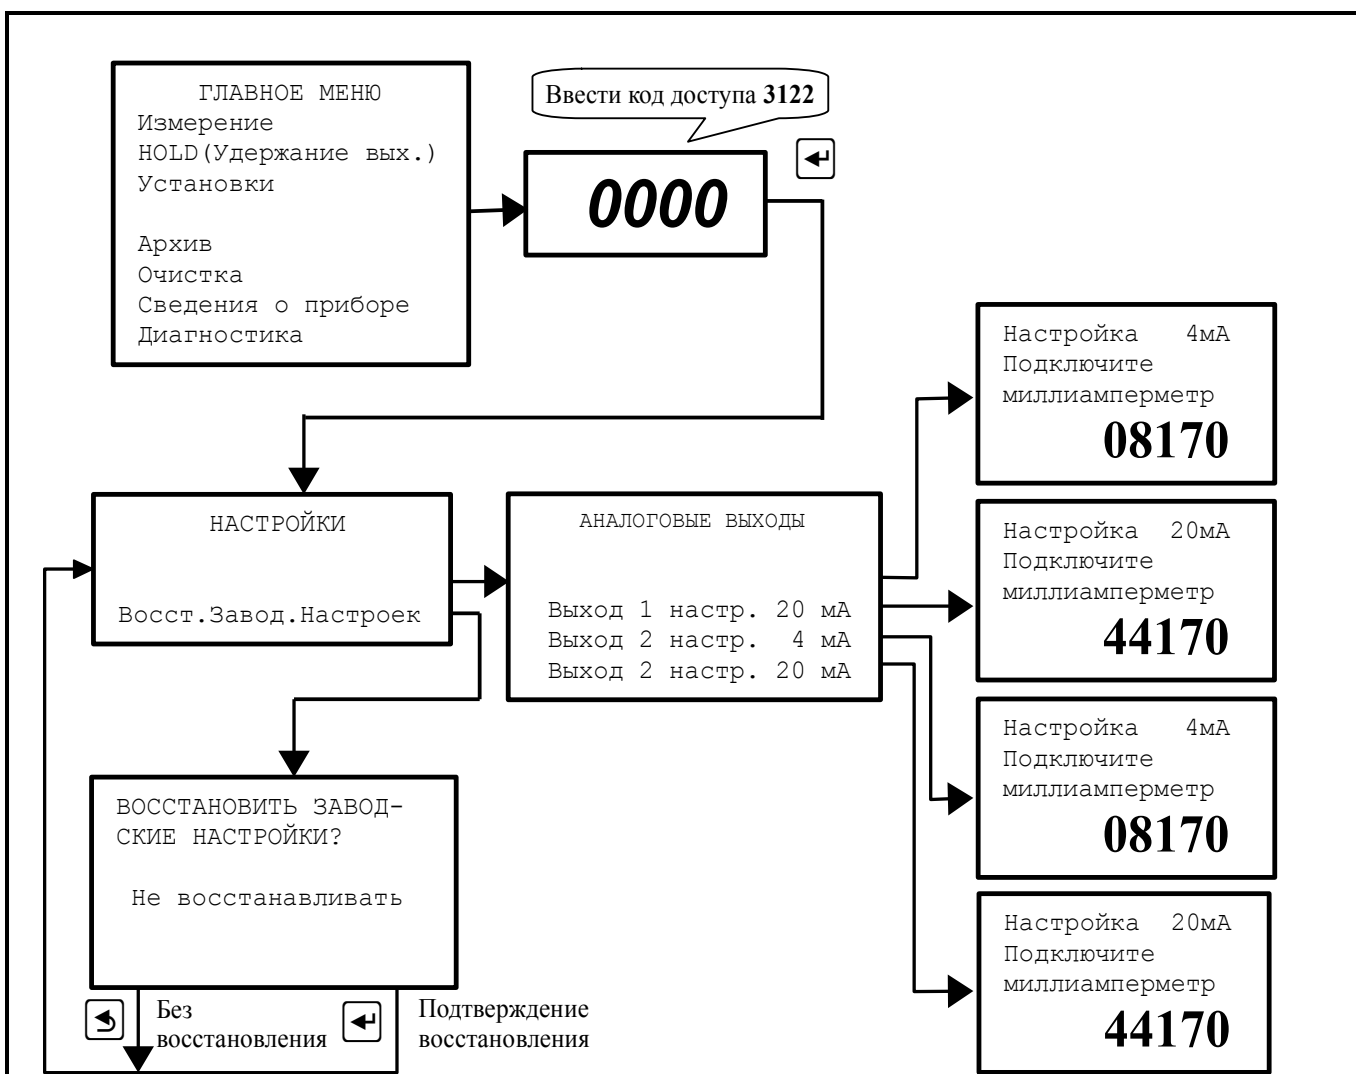 ГЛАВНОЕ МЕНЮ
Измерение
HOLD(Удержание вых.)
Установки
Архив
Очистка
Сведения о приборе
Диагностика
Ввести код доступа 3122
0000
НАСТРОЙКИ
Восст.Завод.Настроек
АНАЛОГОВЫЕ ВЫХОДЫ
Выход 1 настр. 20 мА
Выход 2 настр. 4 мА
Выход 2 настр. 20 мА
Настройка 4мА
Подключите
миллиамперметр
08170
Настройка 20мА
Подключите
миллиамперметр
44170
Настройка 4мА
Подключите
миллиамперметр
08170
Настройка 20мА
Подключите
миллиамперметр
44170
ВОССТАНОВИТЬ ЗАВОД-
СКИЕ НАСТРОЙКИ?
Не восстанавливать
Без
восстановления
Подтверждение
восстановления